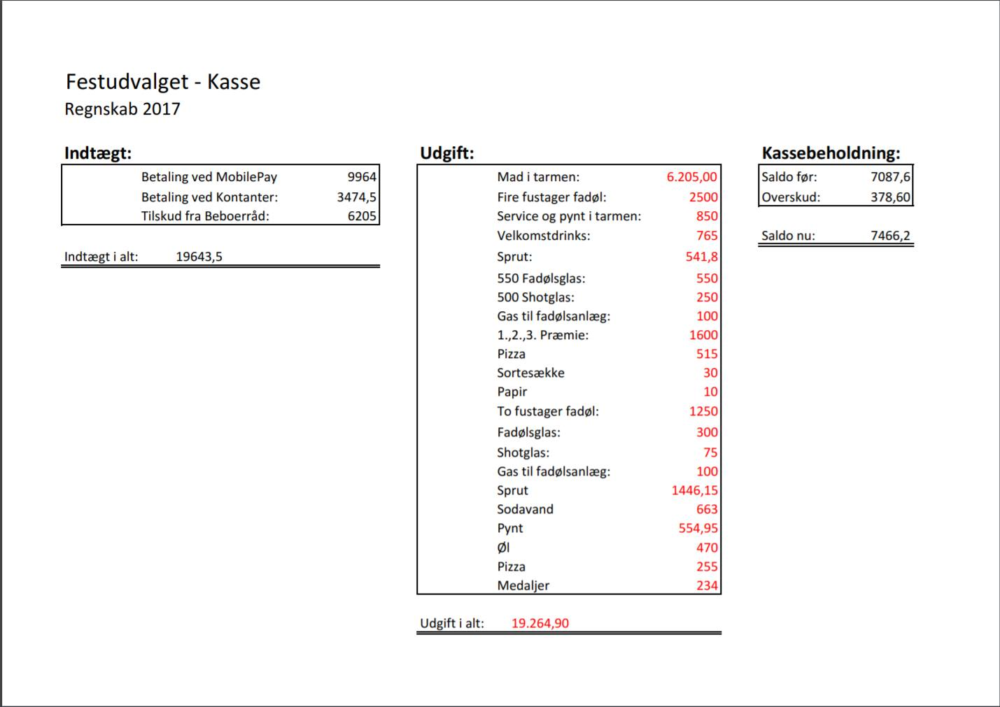 Festudvalget - Kasse
Regnskab 2017
Indtægt:
Betaling ved MobilePay 9964
Betaling ved Kontanter: 3474,5
Tilskud fra Beboerråd: 6205
Indtægt i alt: 19643,5
Udgift:
Mad i tarmen: 6.205,00
Fire fustager fadøl: 2500
Service og pynt i tarmen: 850
Velkomstdrinks: 765
Sprut: 541,8
550 Fadølsglas: 550
500 Shotglas: 250
Gas til fadølsanlæg: 100
1.,2.,3. Præmie: 1600
Pizza 515
Sortesække 30
Papir 10
To fustager fadøl: 1250
Fadølsglas: 300
Shotglas: 75
Gas til fadølsanlæg: 100
Sprut 1446,15
Sodavand 663
Pynt 554,95
Øl 470
Pizza 255
Medaljer 234
Udgift i alt: 19.264,90
Kassebeholdning:
Saldo før: 7087,6
Overskud: 378,60
Saldo nu: 7466,2